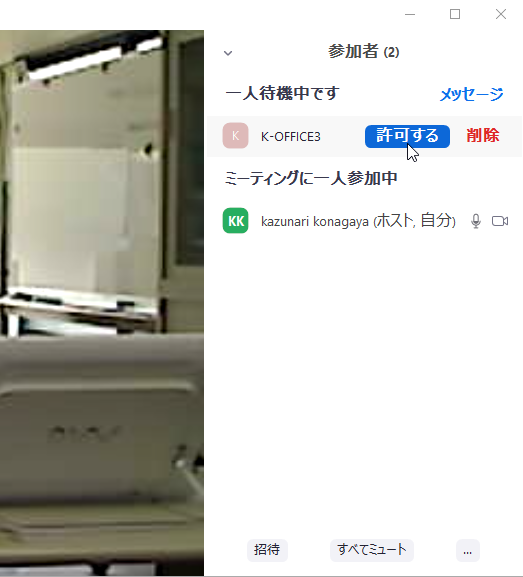 参加者 (2)
一人待機中です メッセージ
K K-OFFICE3 許可する 削除
ミーティングに一人参加中
KK kazunari konagaya (ホスト, 自分)
招待 すべてミュート ...